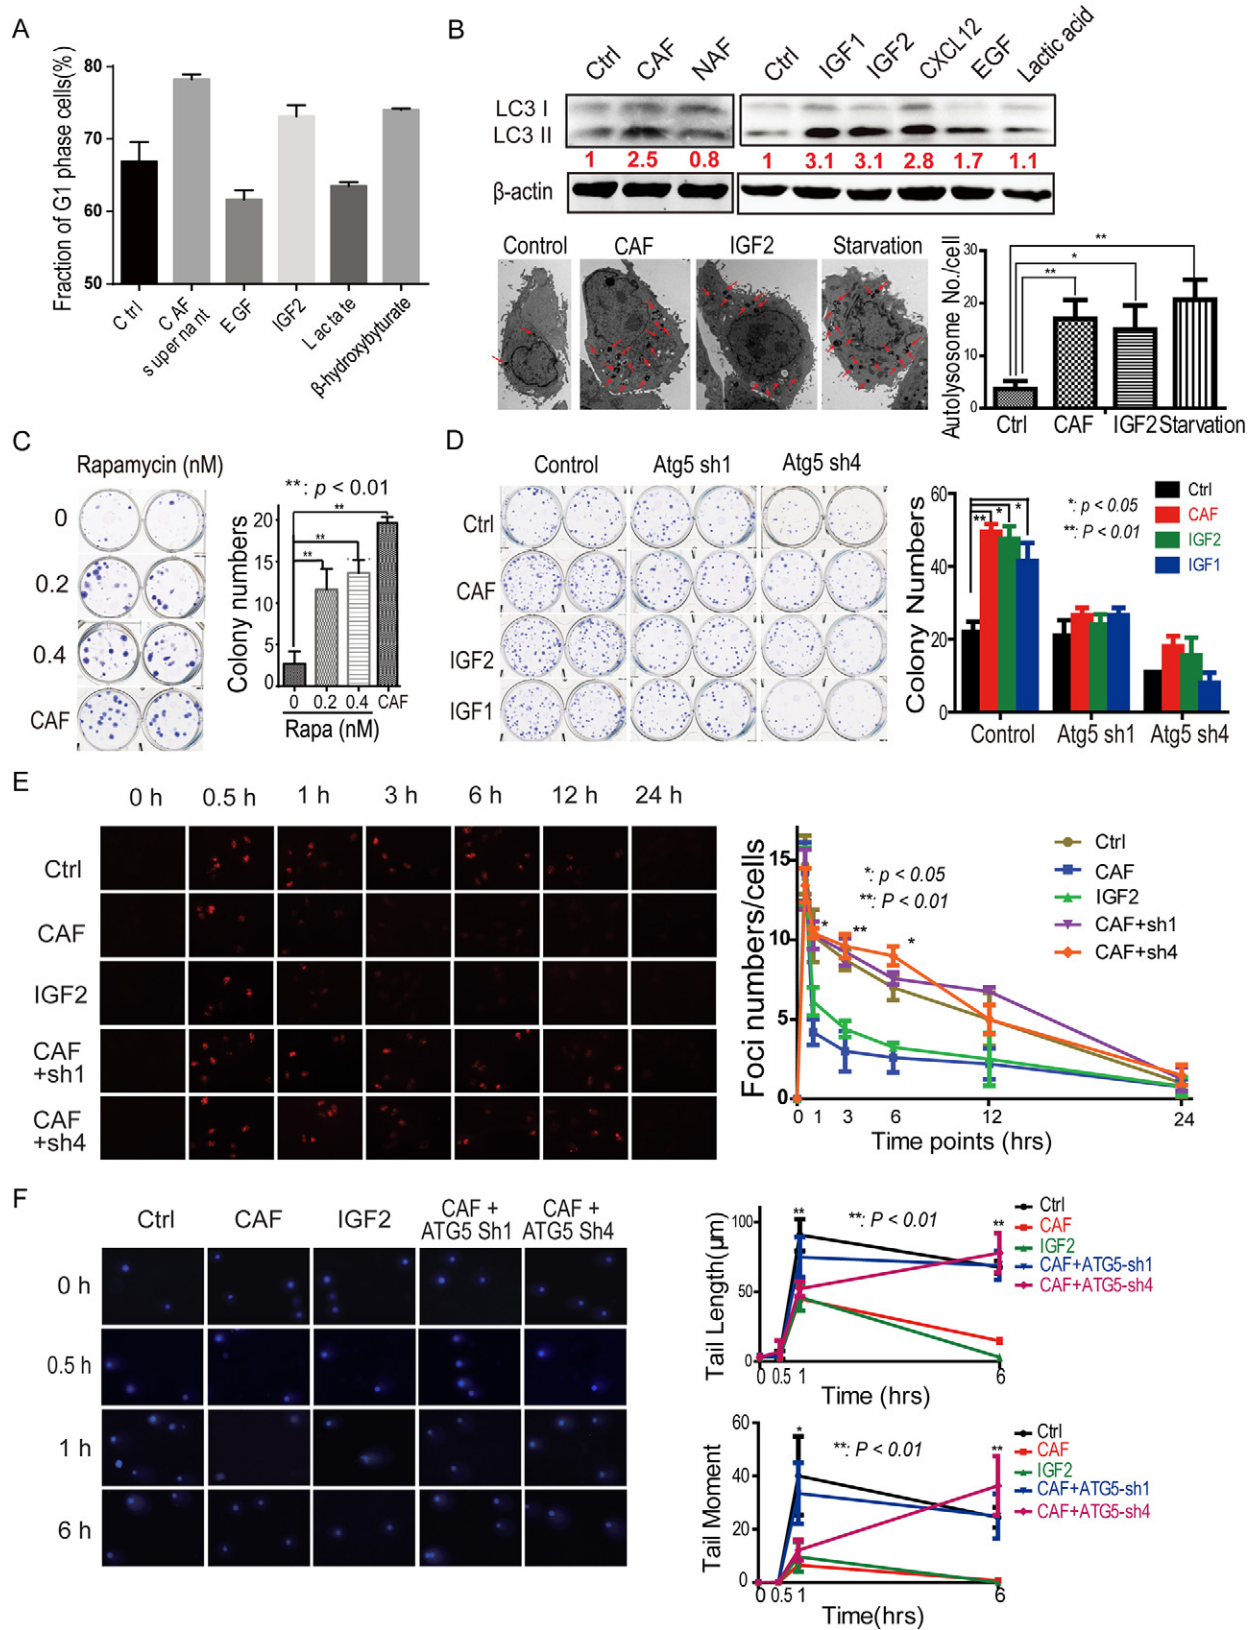 A
Fraction of G1 phase cells(%)
80
70
60
50
Ctrl
CAF
supernant
EGF
IGF2
Lactate
β-hydroxybyturate
B
Ctrl
CAF
NAF
Ctrl
IGF1
IGF2
CXCL12
EGF
Lactic acid
LC3 I
LC3 II
1 2.5 0.8 1 3.1 3.1 2.8 1.7 1.1
β-actin
Control
CAF
IGF2
Starvation
Autolysosome No./cell
30
20
10
0
**
*
**
Ctrl CAF IGF2 Starvation
C
Rapamycin (nM)
0
0.2
0.4
CAF
**: p < 0.01
Colony numbers
20
15
10
5
0
**
**
**
0 0.2 0.4 CAF
Rapa (nM)
D
Control
Atg5 sh1
Atg5 sh4
Ctrl
CAF
IGF2
IGF1
Colony Numbers
60
40
20
0
** * *
*: p < 0.05
**: P < 0.01
Ctrl
CAF
IGF2
IGF1
Control Atg5 sh1 Atg5 sh4
E
0 h 0.5 h 1 h 3 h 6 h 12 h 24 h
Ctrl
CAF
IGF2
CAF
+sh1
CAF
+sh4
Foci numbers/cells
15
10
5
0
*: p < 0.05
**: P < 0.01
* ** *
Ctrl
CAF
IGF2
CAF+sh1
CAF+sh4
0 1 3 6 12 24
Time points (hrs)
F
Ctrl
CAF
IGF2
CAF +
ATG5 Sh1
CAF +
ATG5 Sh4
0 h
0.5 h
1 h
6 h
Tail Length(μm)
100
50
0
**
**: P < 0.01
**
Ctrl
CAF
IGF2
CAF+ATG5-sh1
CAF+ATG5-sh4
0 0.5 1 6
Time (hrs)
Tail Moment
60
40
20
0
*
**: P < 0.01
**
Ctrl
CAF
IGF2
CAF+ATG5-sh1
CAF+ATG5-sh4
0 0.5 1 6
Time(hrs)